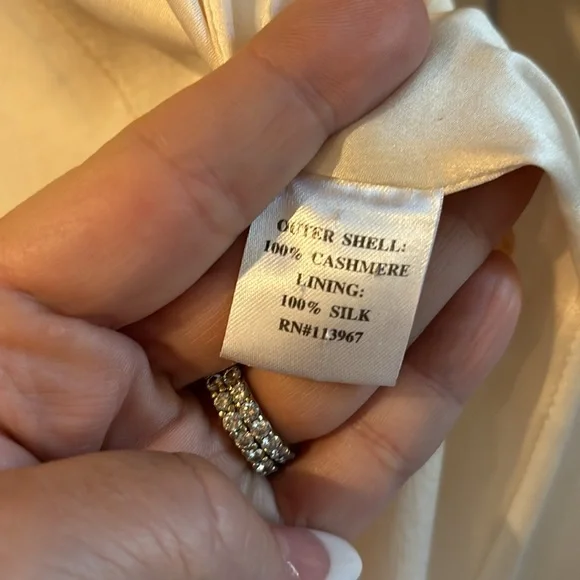 OUTER SHELL:
100% CASHMERE
LINING:
100% SILK
RN#113967